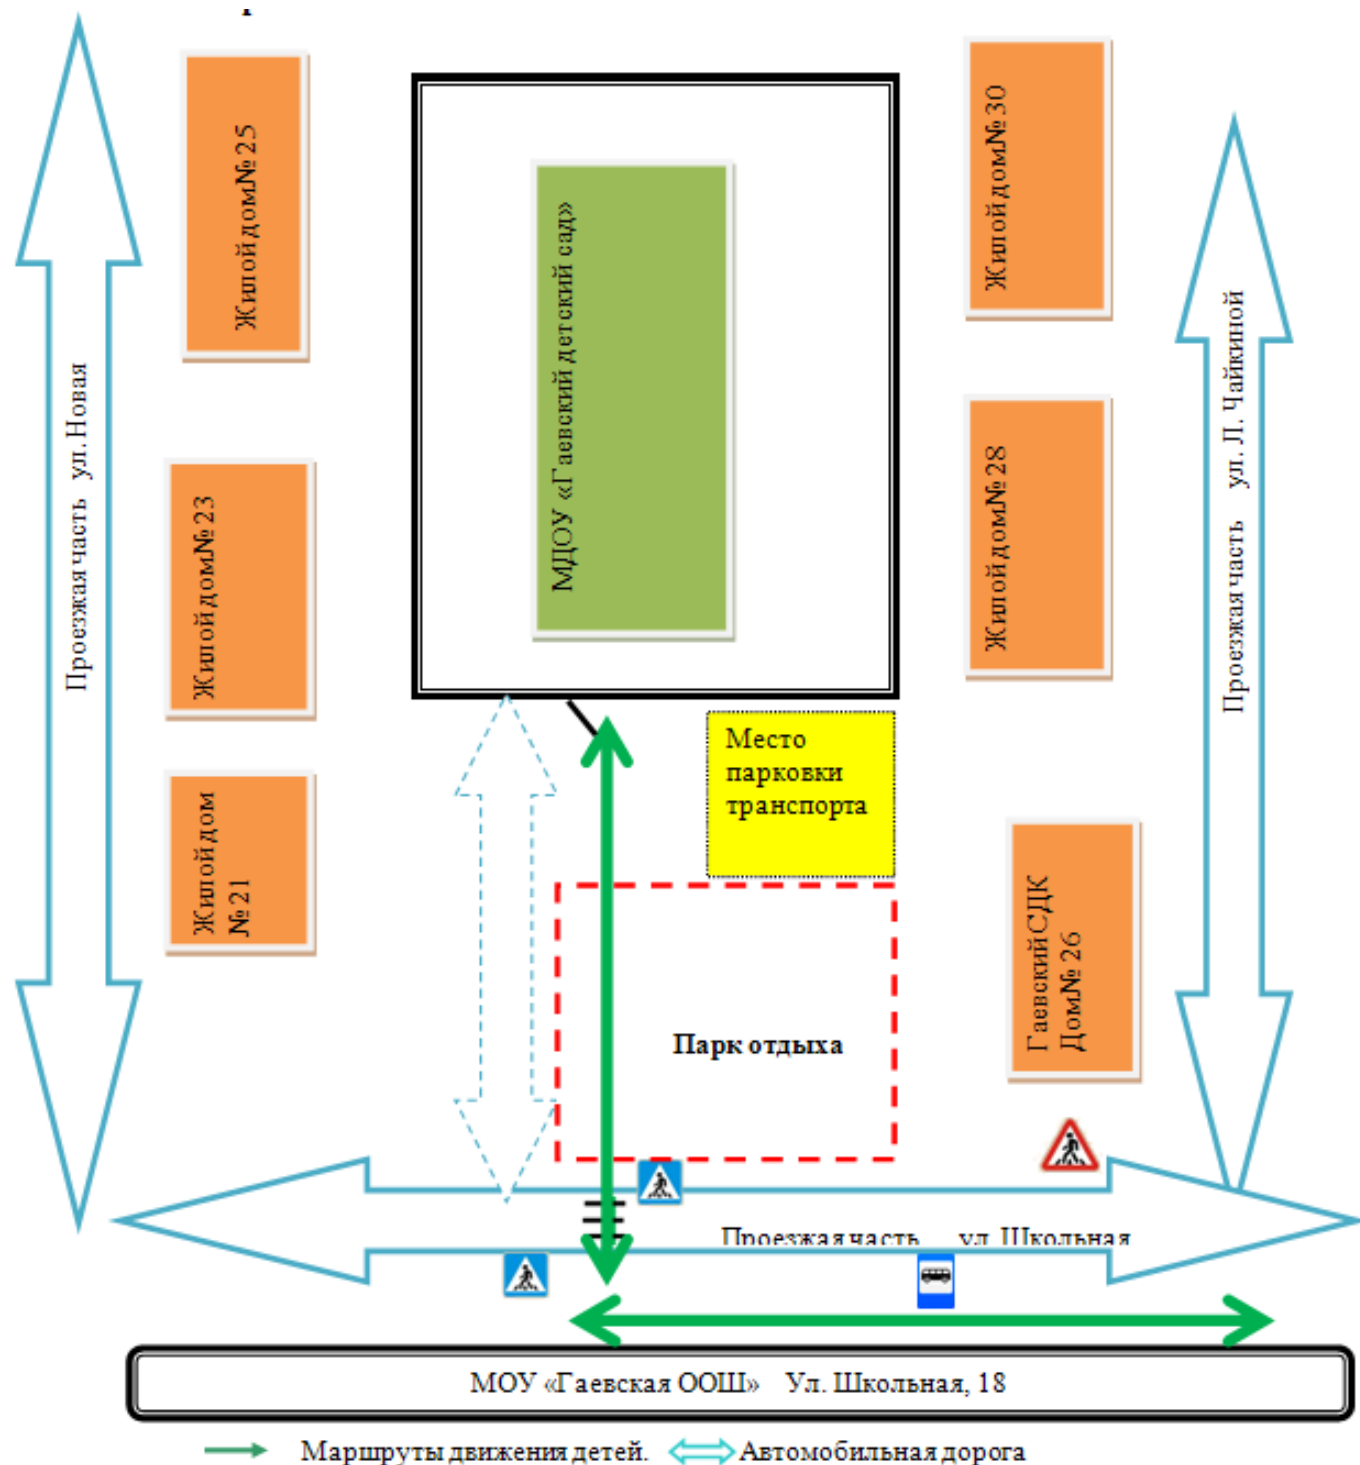 Жилой дом№ 25
Жилой дом№ 30
МДОУ «Гаевский детский сад»
Проезжая часть ул. Новая
Проезжая часть ул. Л. Чайкиной
Жилой дом№ 23
Жилой дом№ 28
Место
парковки
транспорта
Жилой дом
№ 21
Гаевский СДК
Дом№ 26
Парк отдыха
Проезжая часть ул. Школьная
МОУ «Гаевская ООШ» Ул. Школьная, 18
Маршруты движения детей.
Автомобильная дорога